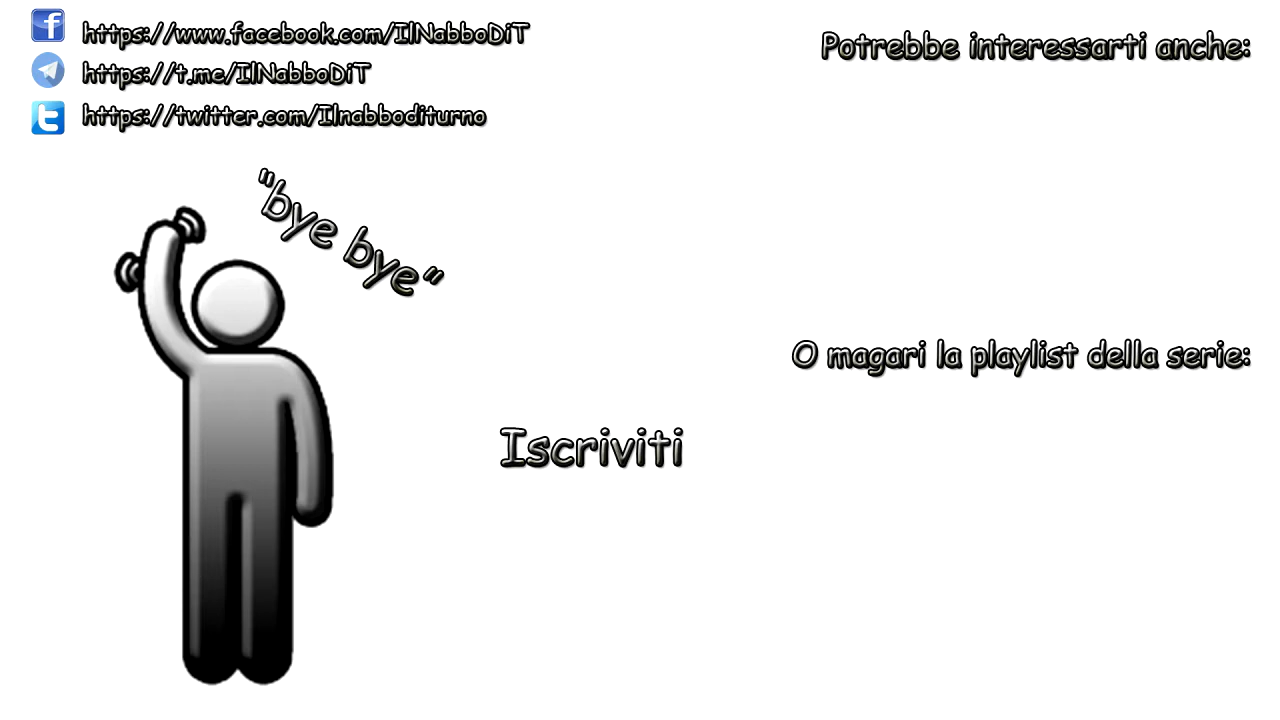 https://www.facebook.com/IlNabboDiT
https://t.me/IlNabboDiT
https://twitter.com/Ilnabboditurno
Potrebbe interessarti anche:
"bye bye"
O magari la playlist della serie:
Iscriviti